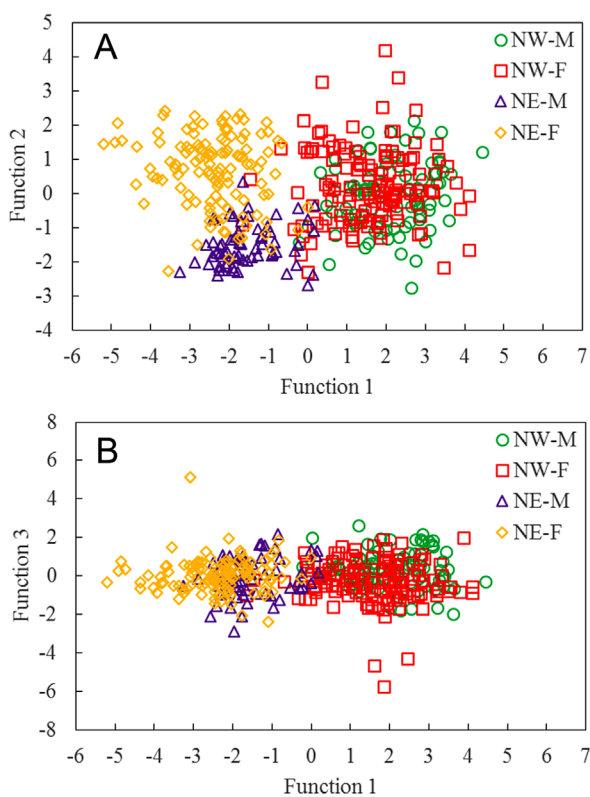 A
5
4
3
2
1
0
-1
-2
-3
-4
Function 2
-6 -5 -4 -3 -2 -1 0 1 2 3 4 5 6 7
Function 1
NW-M
NW-F
NE-M
NE-F
B
8
6
4
2
0
-2
-4
-6
-8
Function 3
-6 -5 -4 -3 -2 -1 0 1 2 3 4 5 6 7
Function 1
NW-M
NW-F
NE-M
NE-F